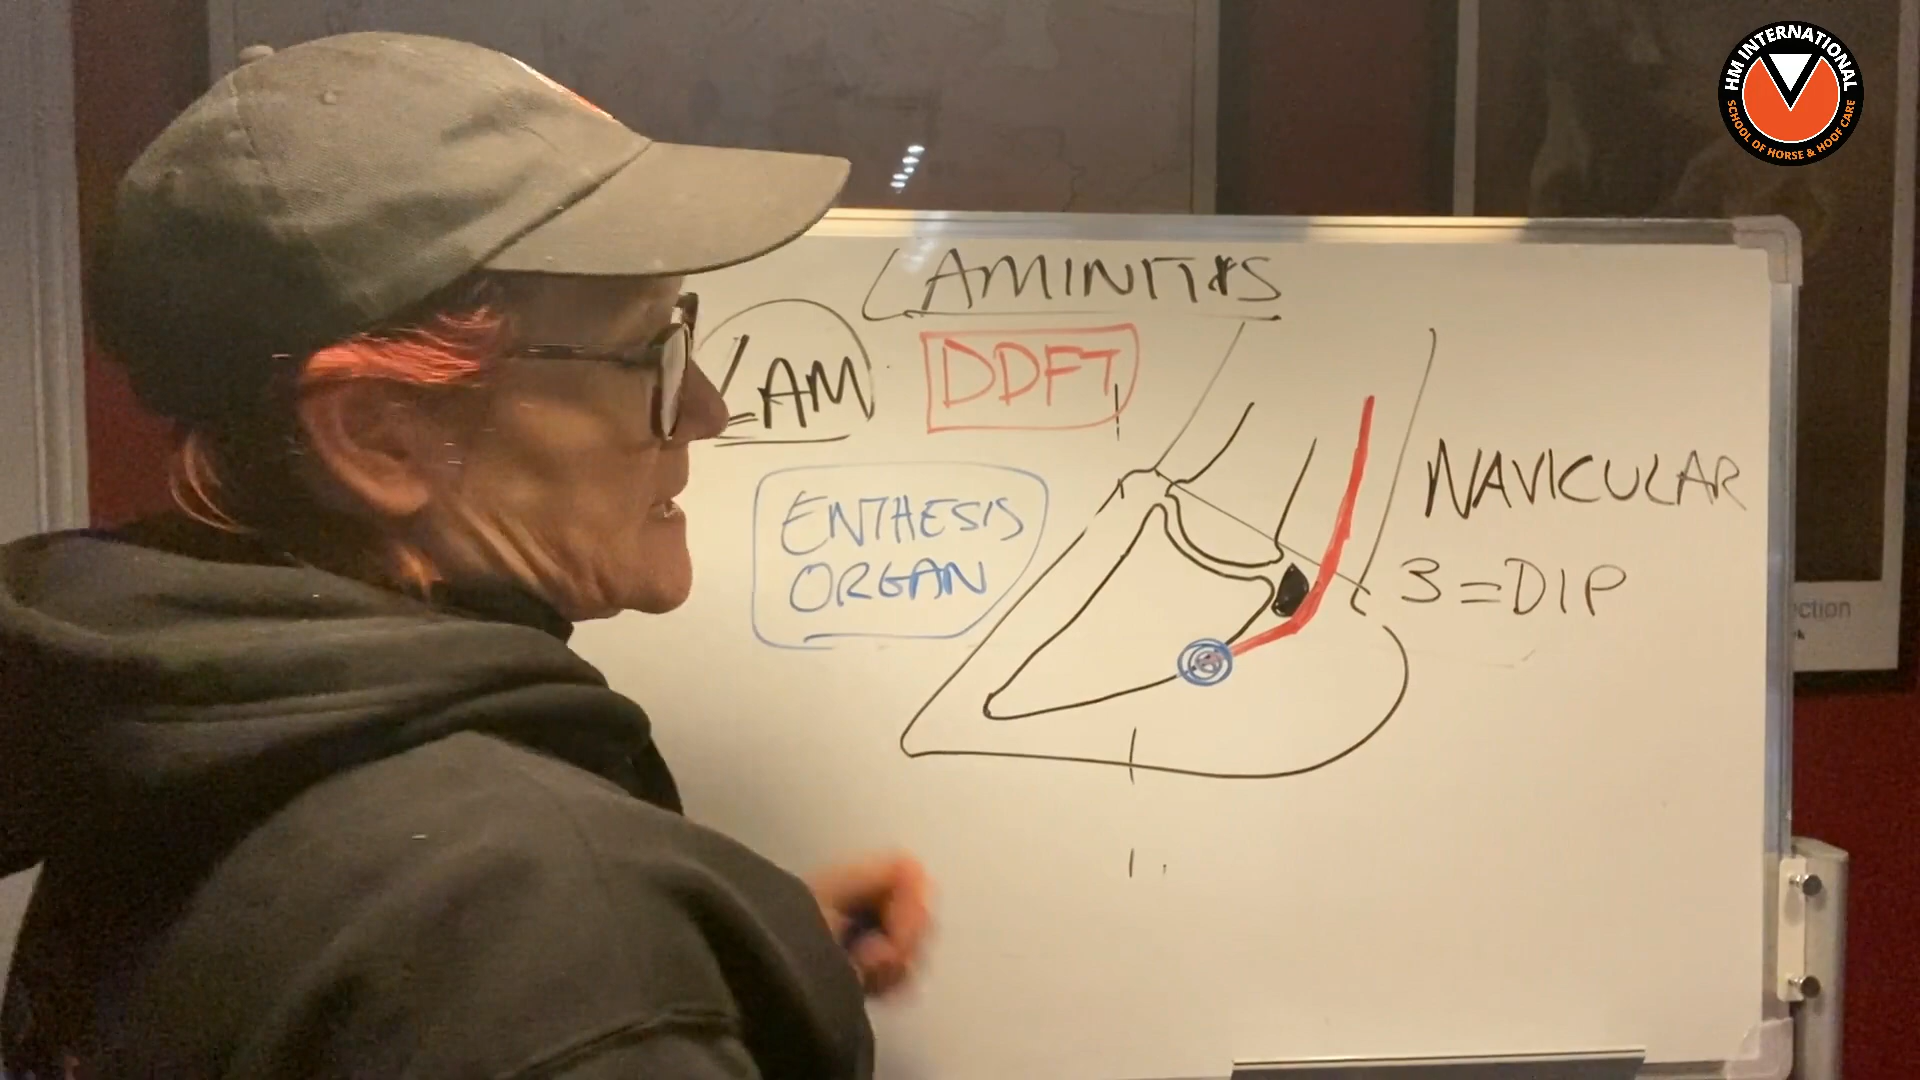 HM INTERNATIONAL
SCHOOL OF HORSE & HOOF CARE
LAMINITIS
LAM
DDFT
ENTHESIS
ORGAN
NAVICULAR
3 = DIP